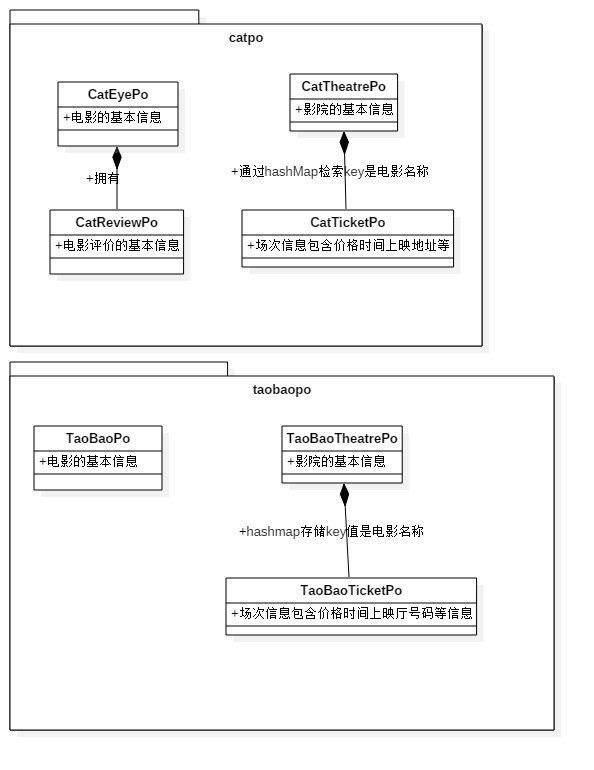 catpo
CatEyePo
+电影的基本信息
CatTheatrePo
+影院的基本信息
+拥有
+通过hashMap检索key是电影名称
CatReviewPo
+电影评价的基本信息
CatTicketPo
+场次信息包含价格时间上映地址等
taobaopo
TaoBaoPo
+电影的基本信息
TaoBaoTheatrePo
+影院的基本信息
+hashmap存储key值是电影名称
TaoBaoTicketPo
+场次信息包含价格时间上映厅号码等信息